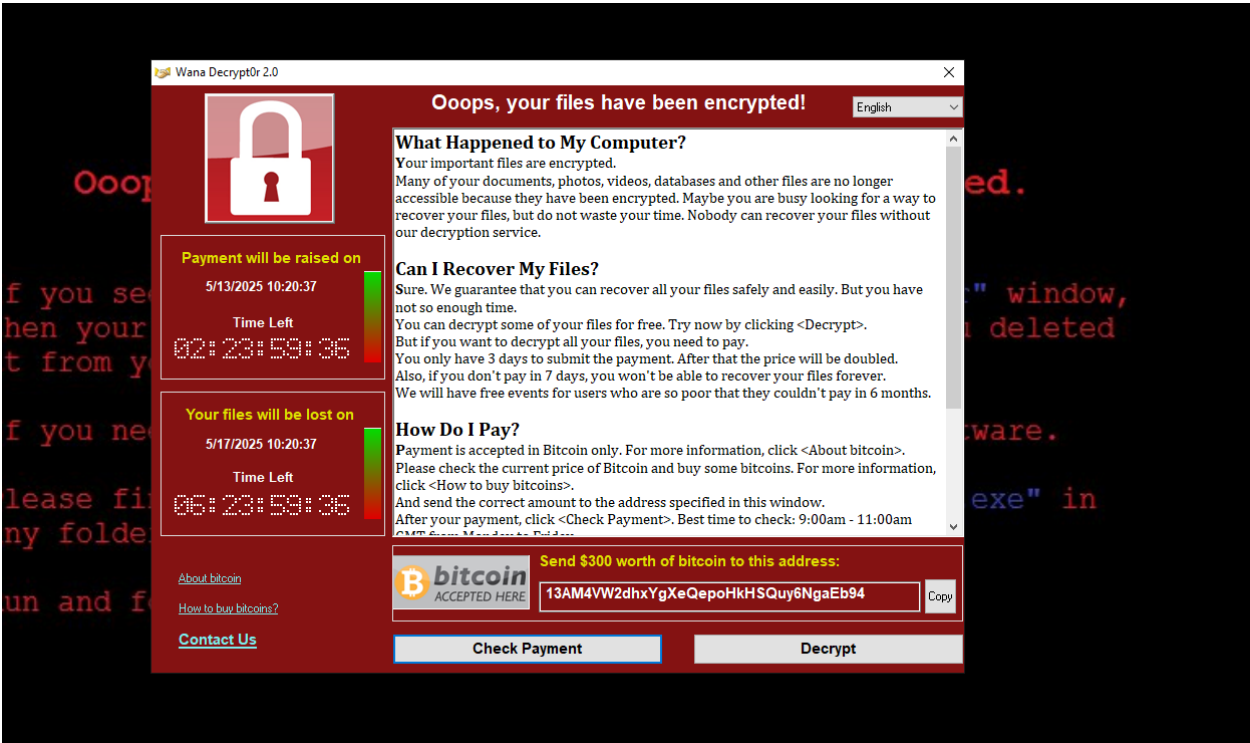 Wana Decrypt0r 2.0
Ooops, your files have been encrypted!
English
What Happened to My Computer?
Your important files are encrypted.
Many of your documents, photos, videos, databases and other files are no longer
accessible because they have been encrypted. Maybe you are busy looking for a way to
recover your files, but do not waste your time. Nobody can recover your files without
our decryption service.
Can I Recover My Files?
Sure. We guarantee that you can recover all your files safely and easily. But you have
not so enough time.
You can decrypt some of your files for free. Try now by clicking <Decrypt>.
But if you want to decrypt all your files, you need to pay.
You only have 3 days to submit the payment. After that the price will be doubled.
Also, if you don't pay in 7 days, you won't be able to recover your files forever.
We will have free events for users who are so poor that they couldn't pay in 6 months.
How Do I Pay?
Payment is accepted in Bitcoin only. For more information, click <About bitcoin>.
Please check the current price of Bitcoin and buy some bitcoins. For more information,
click <How to buy bitcoins>.
And send the correct amount to the address specified in this window.
After your payment, click <Check Payment>. Best time to check: 9:00am - 11:00am
GMT from Monday to Friday
Payment will be raised on
5/13/2025 10:20:37
Time Left
02:23:59:36
Your files will be lost on
5/17/2025 10:20:37
Time Left
06:23:59:36
About bitcoin
How to buy bitcoins?
Contact Us
bitcoin
ACCEPTED HERE
Send $300 worth of bitcoin to this address:
13AM4VW2dhxYgXeQepoHkHSQuy6NgaEb94
Copy
Check Payment
Decrypt
Ooop
ed.
f you see
" window,
hen your
deleted
t from y
f you ne
tware.
lease fi
exe" in
ny folde
un and f